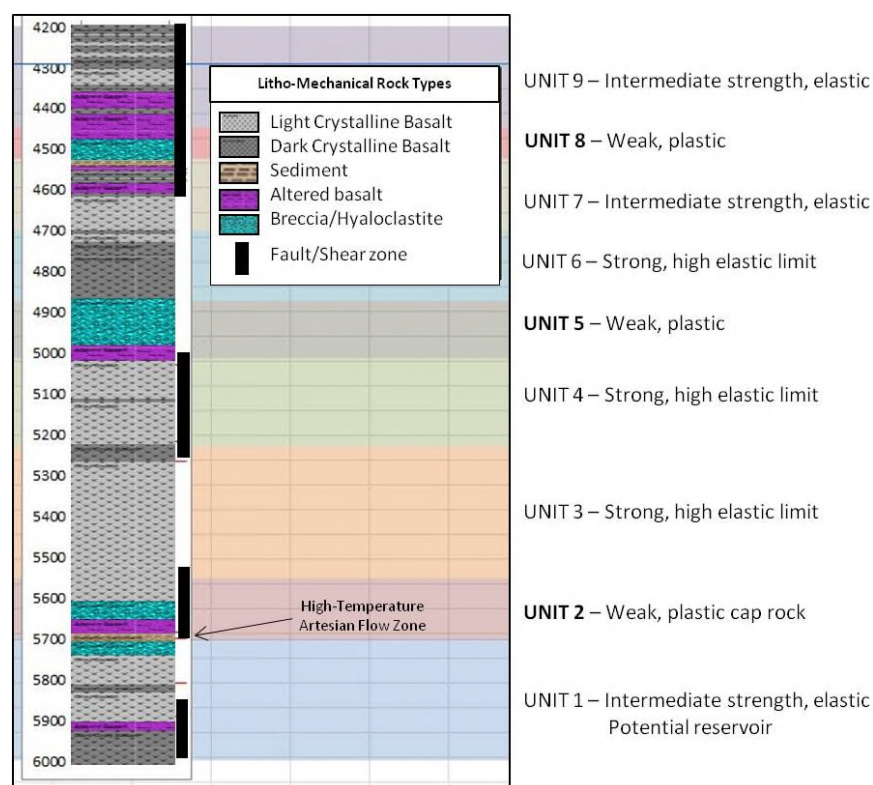 4200
4300
4400
4500
4600
4700
4800
4900
5000
5100
5200
5300
5400
5500
5600
5700
5800
5900
6000
Litho-Mechanical Rock Types
Light Crystalline Basalt
Dark Crystalline Basalt
Sediment
Altered basalt
Breccia/Hyaloclastite
Fault/Shear zone
High-Temperature
Artesian Flow Zone
UNIT 9 – Intermediate strength, elastic
UNIT 8 – Weak, plastic
UNIT 7 – Intermediate strength, elastic
UNIT 6 – Strong, high elastic limit
UNIT 5 – Weak, plastic
UNIT 4 – Strong, high elastic limit
UNIT 3 – Strong, high elastic limit
UNIT 2 – Weak, plastic cap rock
UNIT 1 – Intermediate strength, elastic
Potential reservoir